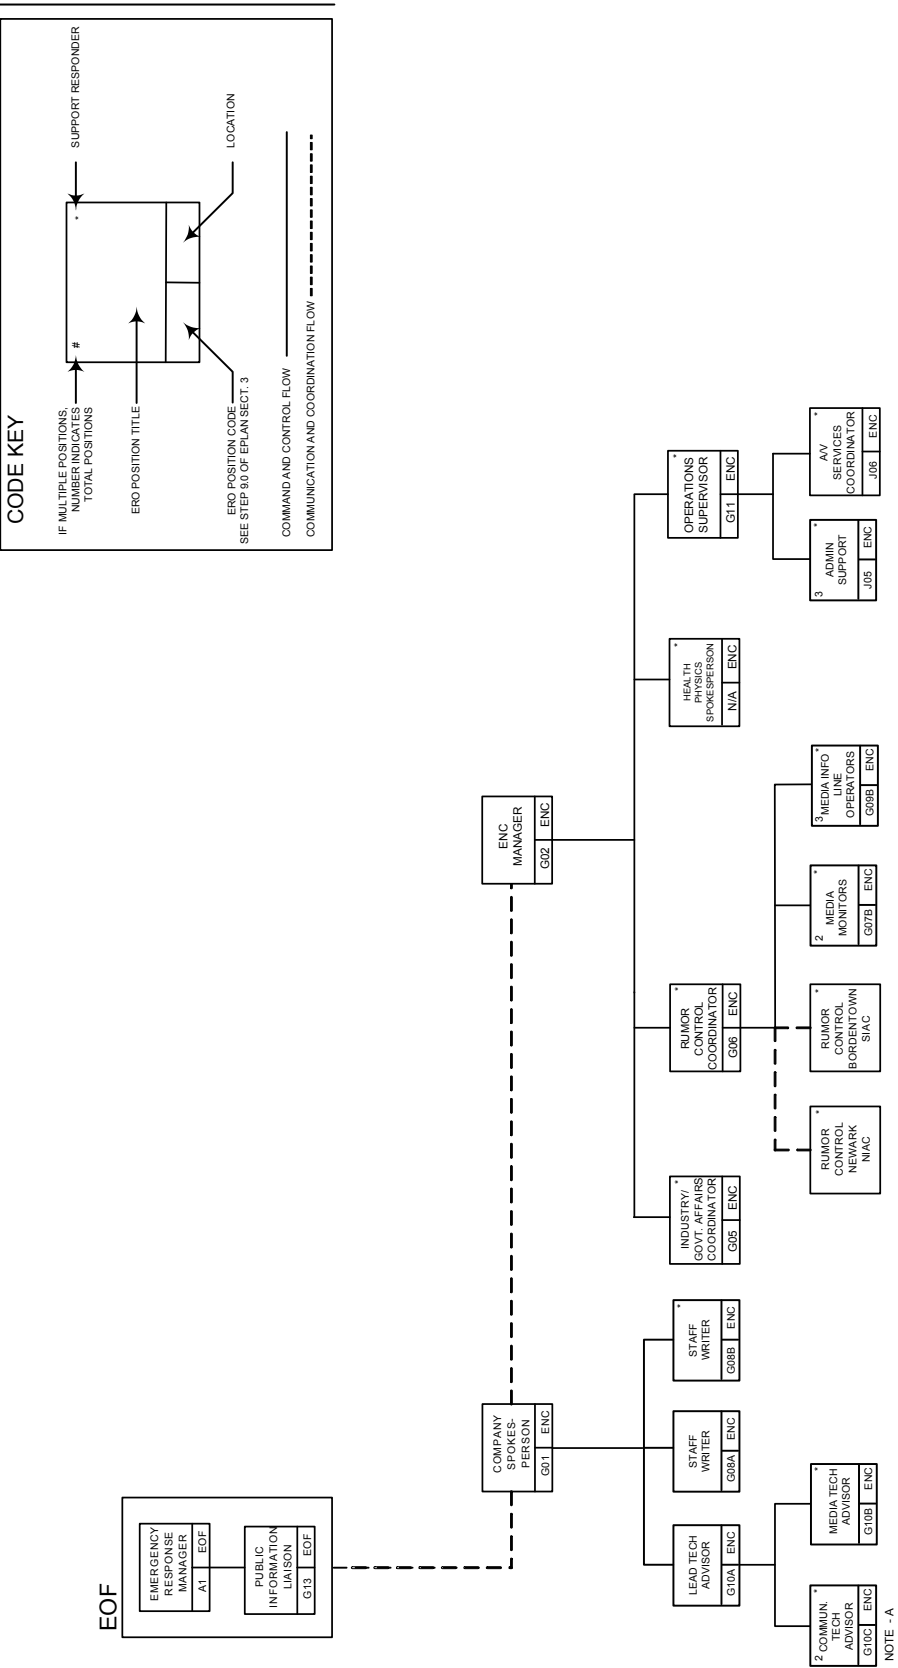 EOF
EMERGENCY
RESPONSE
MANAGER
A1 EOF
PUBLIC
INFORMATION
LIAISON
G13 EOF
CODE KEY
IF MULTIPLE POSITIONS,
NUMBER INDICATES
TOTAL POSITIONS
#
*
SUPPORT RESPONDER
ERO POSITION TITLE
ERO POSITION CODE
SEE STEP 9.0 OF EPLAN SECT. 3
LOCATION
COMMAND AND CONTROL FLOW
COMMUNICATION AND COORDINATION FLOW
COMPANY
SPOKES-
PERSON
G01 ENC
ENC
MANAGER
G02 ENC
LEAD TECH
ADVISOR
G10A ENC
STAFF
WRITER
G08A ENC
*
STAFF
WRITER
G08B ENC
*
INDUSTRY/
GOVT. AFFAIRS
COORDINATOR
G05 ENC
*
RUMOR
CONTROL
COORDINATOR
G06 ENC
*
HEALTH
PHYSICS
SPOKESPERSON
N/A ENC
*
OPERATIONS
SUPERVISOR
G11 ENC
*
2 COMMUN.
TECH
ADVISOR
G10C ENC
NOTE - A
*
MEDIA TECH
ADVISOR
G10B ENC
*
RUMOR
CONTROL
NEWARK
NIAC
*
RUMOR
CONTROL
BORDENTOWN
SIAC
2 *
MEDIA
MONITORS
G07B ENC
*
3 MEDIA INFO
LINE
OPERATORS
G09B ENC
3 *
ADMIN
SUPPORT
J05 ENC
*
A/V
SERVICES
COORDINATOR
J06 ENC